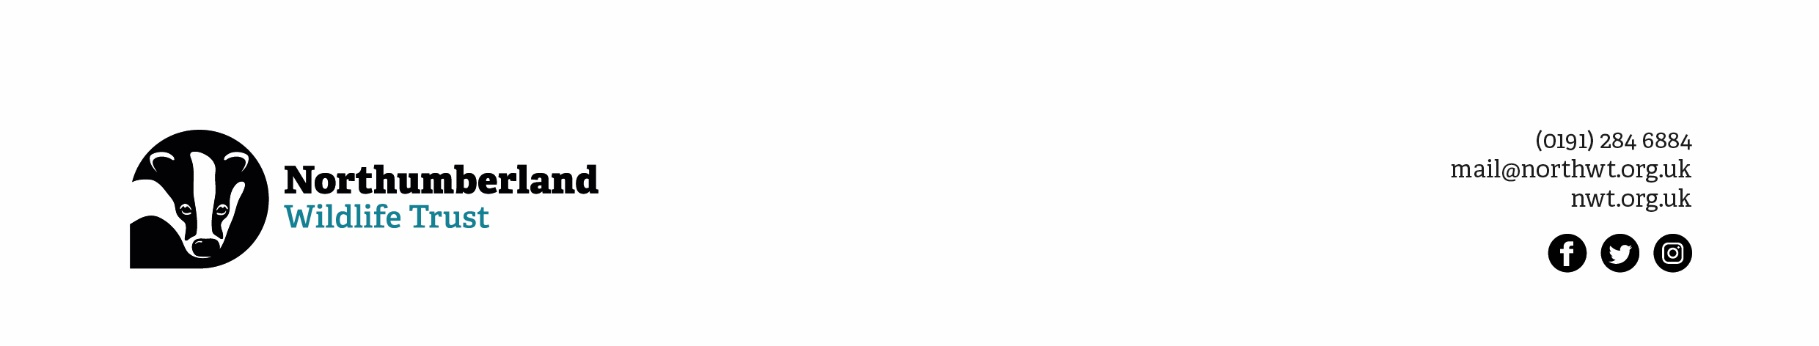 Northumberland
Wildlife Trust
(0191) 284 6884
mail@northwt.org.uk
nwt.org.uk